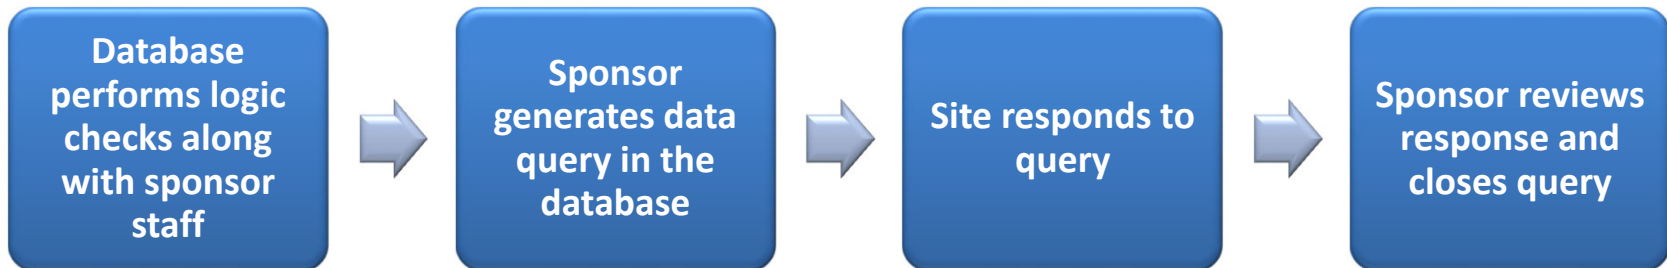 Database
performs logic
checks along
with sponsor
staff
Sponsor
generates data
query in the
database
Site responds to
query
Sponsor reviews
response and
closes query